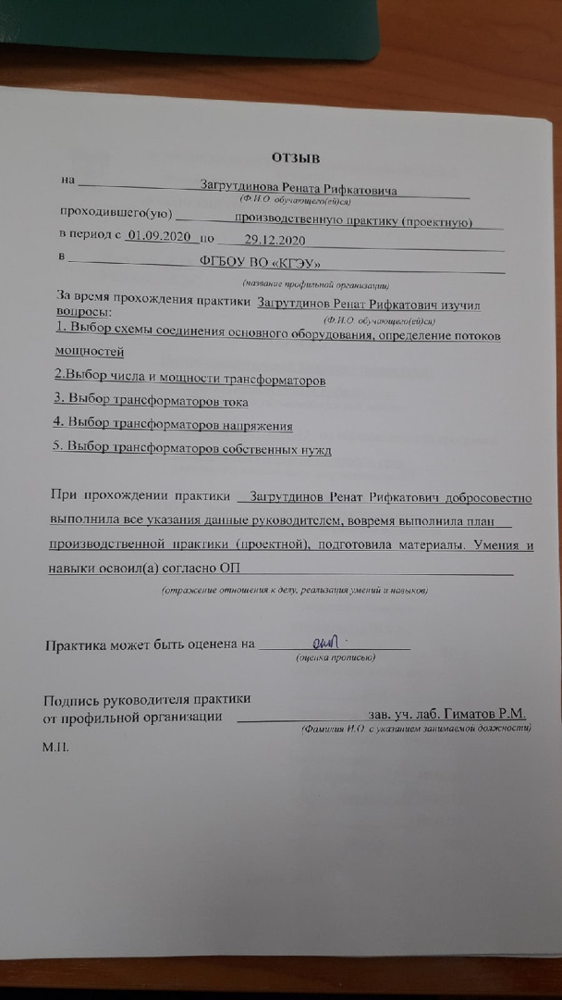 ОТЗЫВ
на Загрутдинова Рената Рифкатовича
(Ф.И.О. обучающего(ей)ся)
проходившего(ую) производственную практику (проектную)
в период с 01.09.2020 по 29.12.2020
в ФГБОУ ВО «КГЭУ»
(название профильной организации)
За время прохождения практики Загрутдинов Ренат Рифкатович изучил
вопросы:
(Ф.И.О. обучающего(ей)ся)
1. Выбор схемы соединения основного оборудования, определение потоков
мощностей
2.Выбор числа и мощности трансформаторов
3. Выбор трансформаторов тока
4. Выбор трансформаторов напряжения
5. Выбор трансформаторов собственных нужд
При прохождении практики Загрутдинов Ренат Рифкатович добросовестно
выполнила все указания данные руководителем, вовремя выполнила план
производственной практики (проектной), подготовила материалы. Умения и
навыки освоил(а) согласно ОП
(отражение отношения к делу, реализация умений и навыков)
Практика может быть оценена на отл.
(оценка прописью)
Подпись руководителя практики
от профильной организации зав. уч. лаб. Гиматов Р.М.
(Фамилия И.О. с указанием занимаемой должности)
М.П.